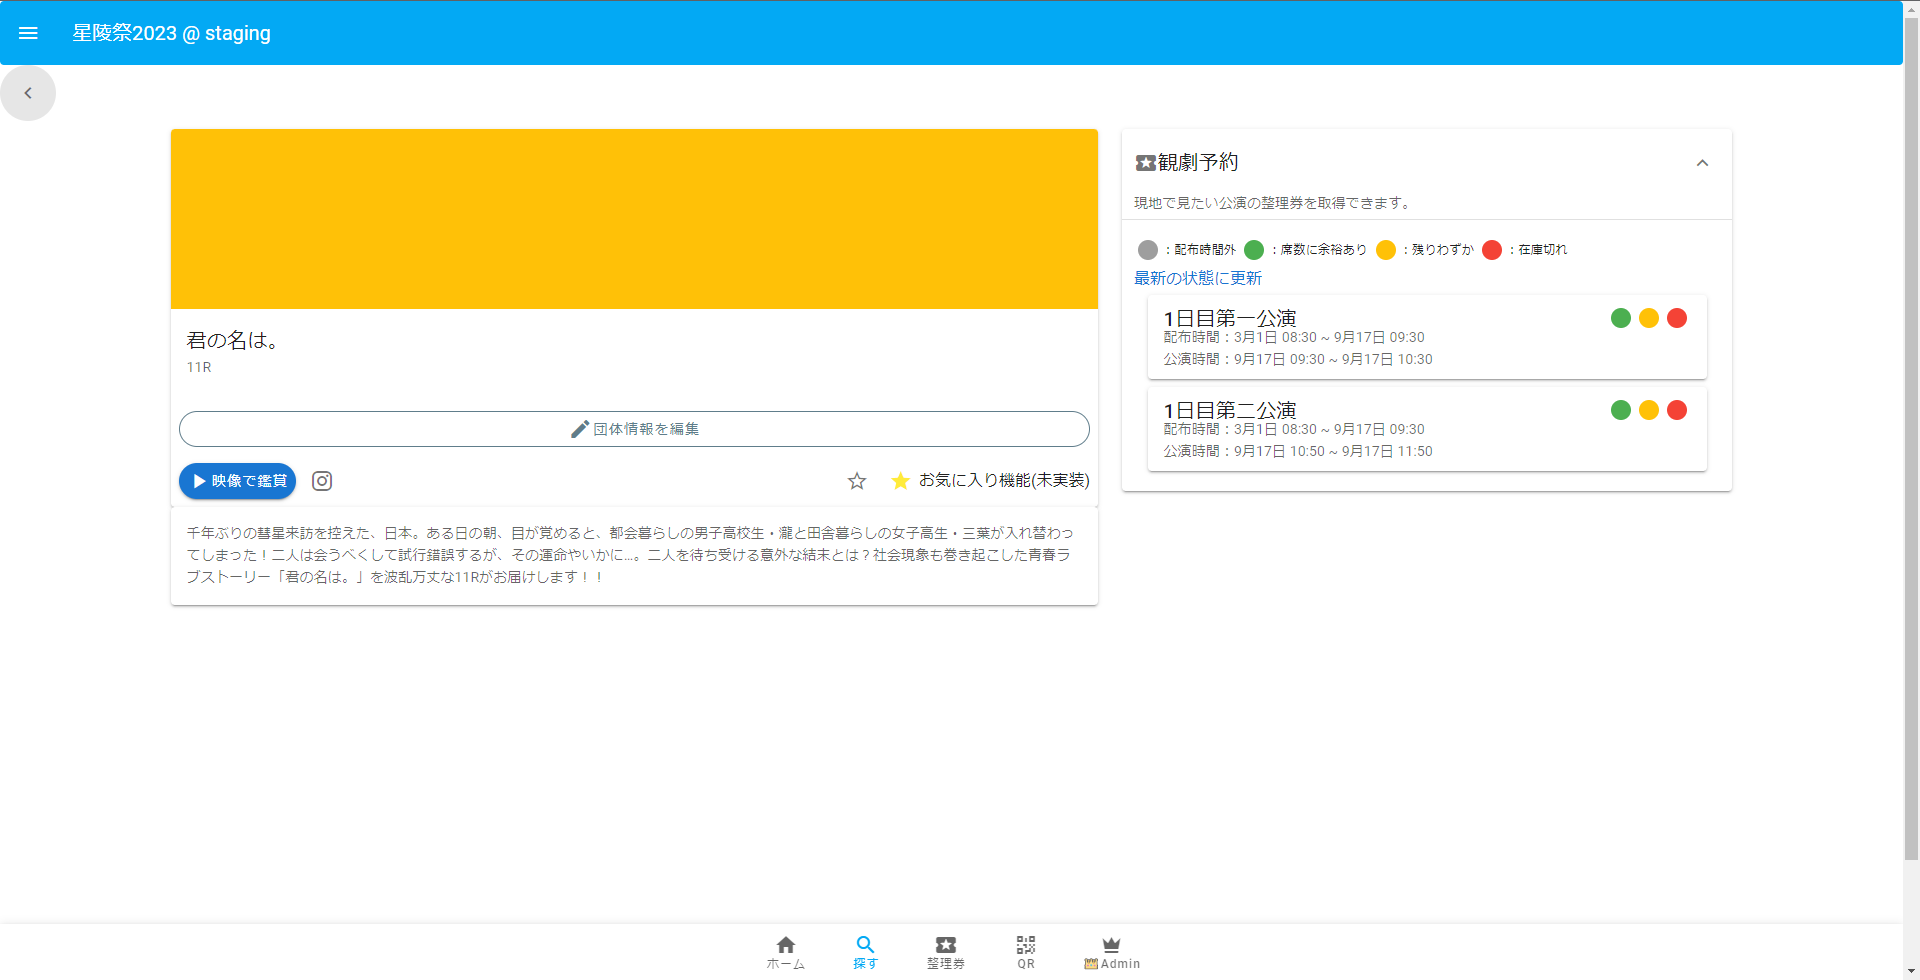 星陵祭2023 @ staging
君の名は。
11R
団体情報を編集
映像で鑑賞
お気に入り機能(未実装)
千年ぶりの彗星来訪を控えた、日本。ある日の朝、目が覚めると、都会暮らしの男子高校生・瀧と田舎暮らしの女子高生・三葉が入れ替わっ
てしまった！二人は会うべくして試行錯誤するが、その運命やいかに...。二人を待ち受ける意外な結末とは？社会現象も巻き起こした青春ラ
ブストーリー「君の名は。」を波乱万丈な11Rがお届けします！！
観劇予約
現地で見たい公演の整理券を取得できます。
：配布時間外 ：席数に余裕あり ：残りわずか ：在庫切れ
最新の状態に更新
1日目第一公演
配布時間：3月1日 08:30 ~ 9月17日 09:30
公演時間：9月17日 09:30 ~ 9月17日 10:30
1日目第二公演
配布時間：3月1日 08:30 ~ 9月17日 09:30
公演時間：9月17日 10:50 ~ 9月17日 11:50
ホーム 探す 整理券 QR Admin